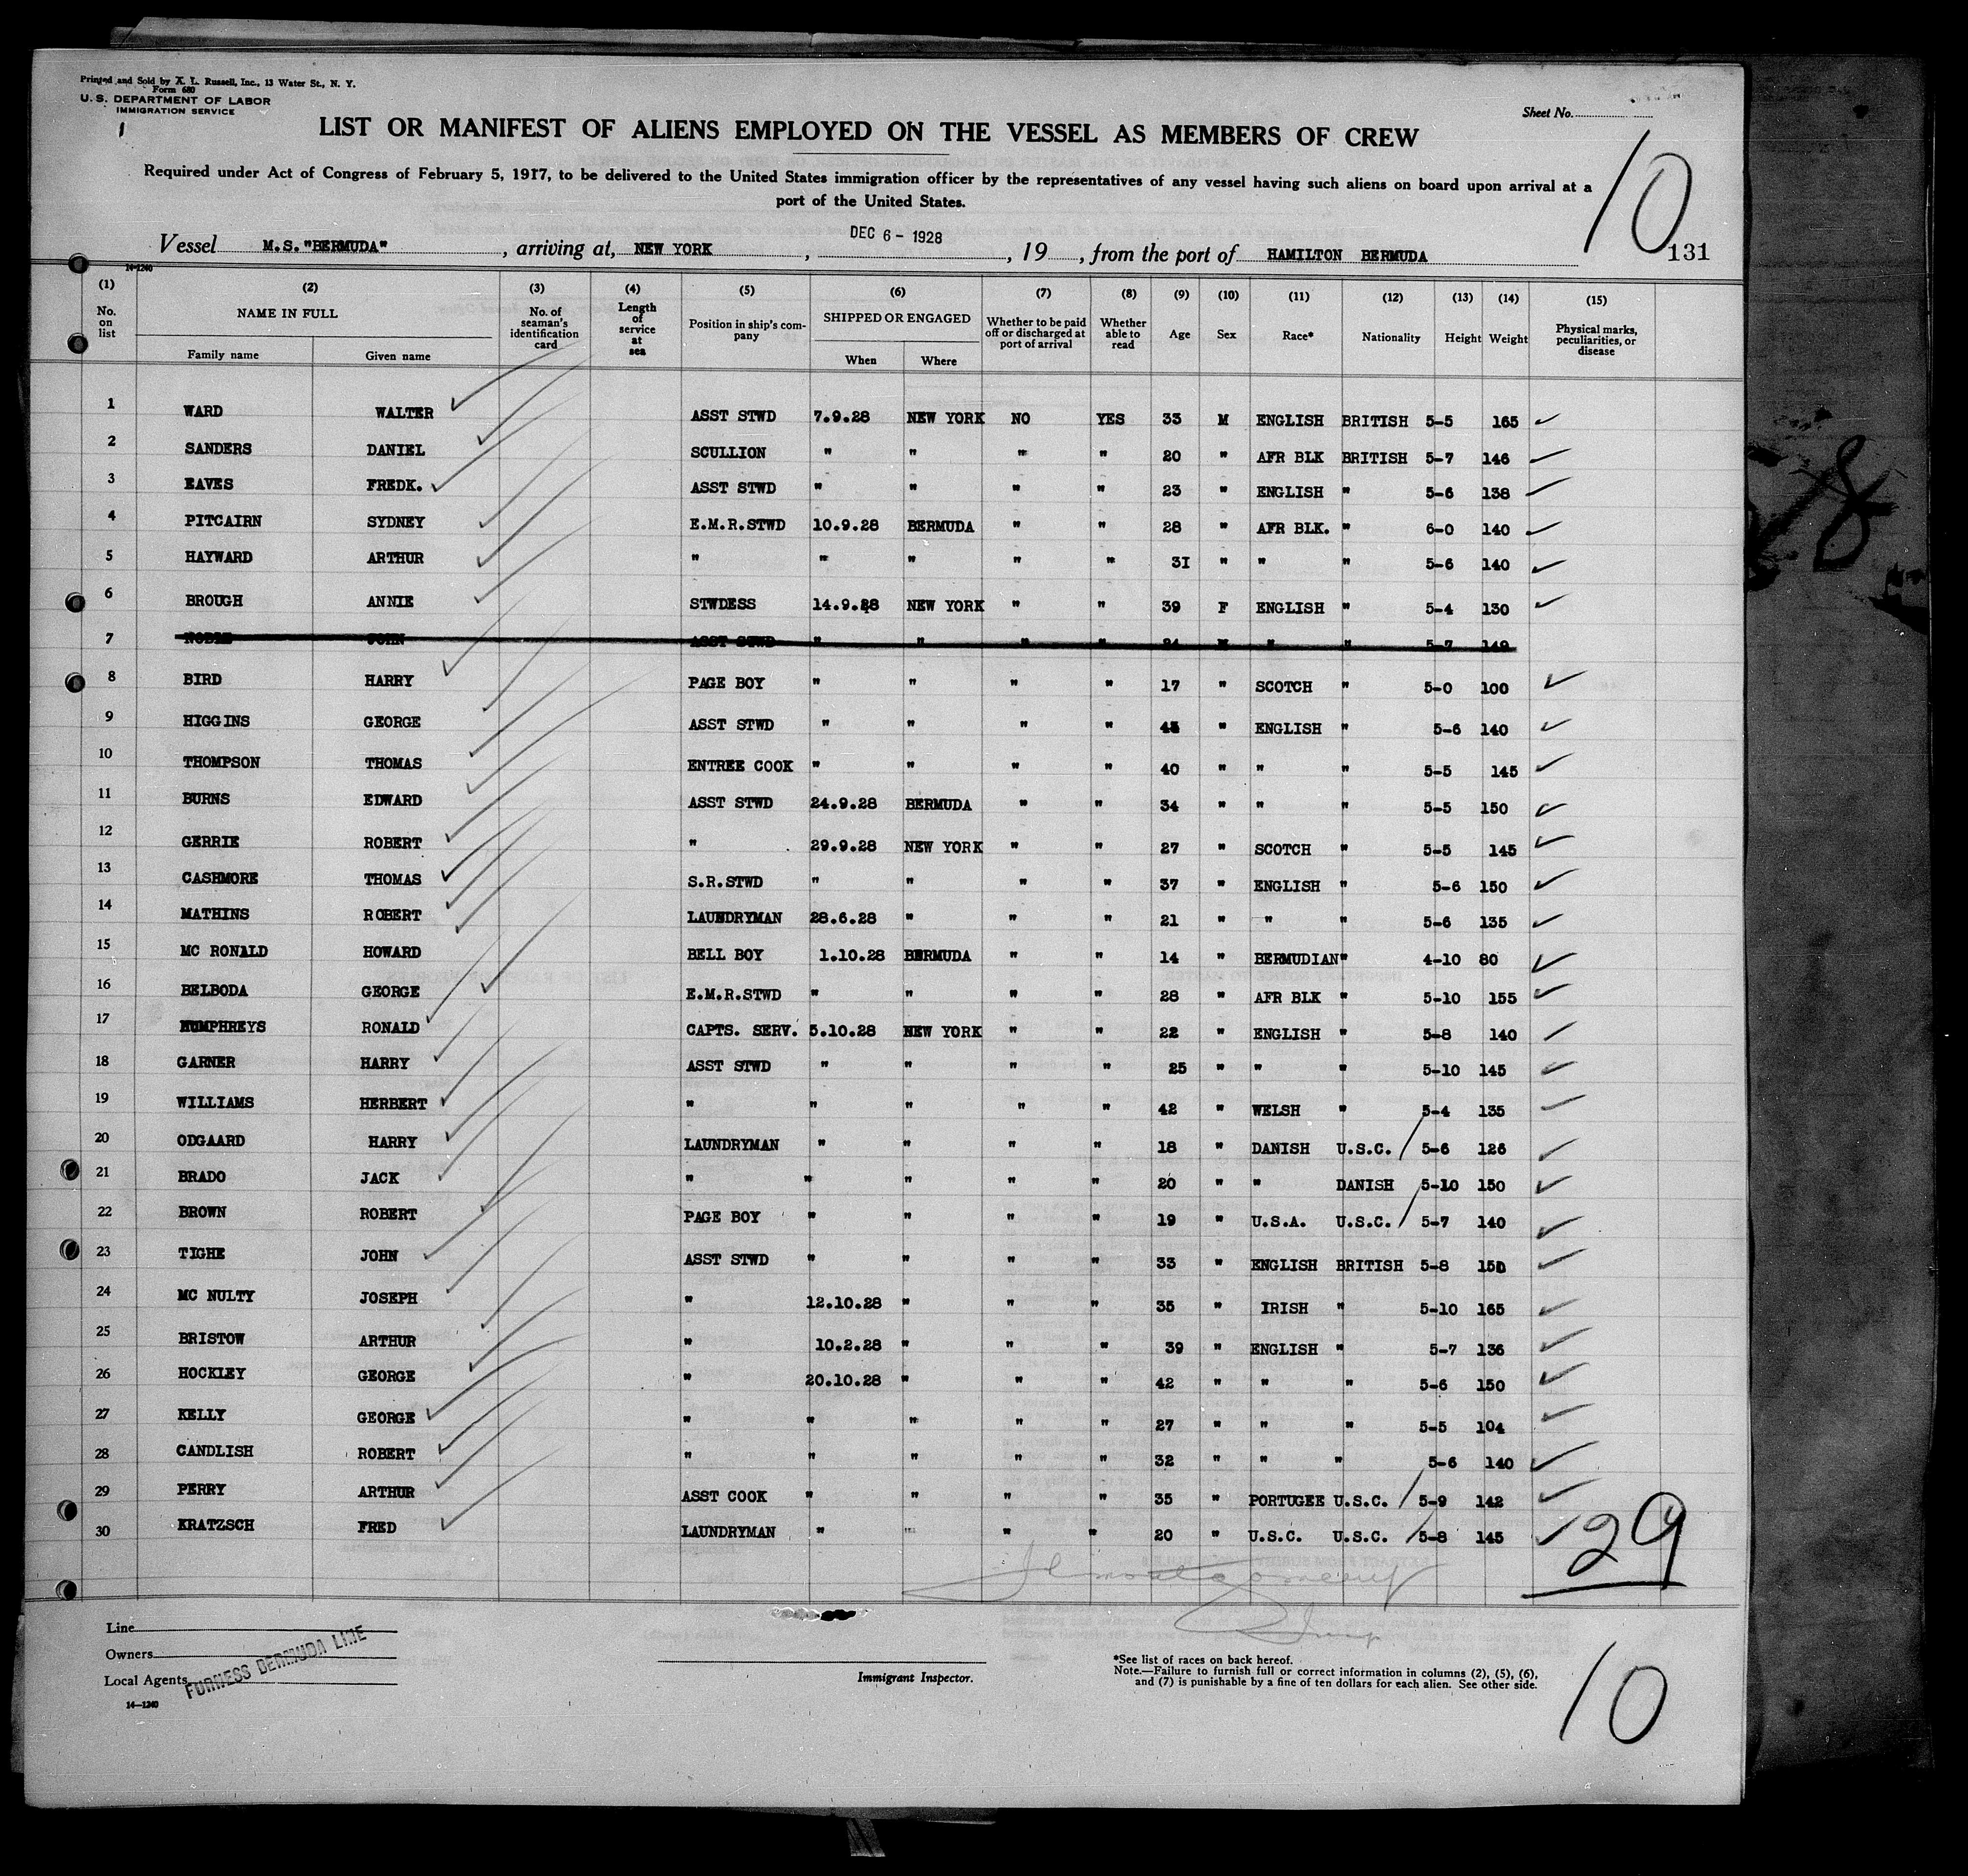 Printed and Sold by X. L. Russell, Inc., 13 Water St., N. Y.
Form 680
U. S. DEPARTMENT OF LABOR
IMMIGRATION SERVICE
Sheet No.
LIST OR MANIFEST OF ALIENS EMPLOYED ON THE VESSEL AS MEMBERS OF CREW
10
Required under Act of Congress of February 5, 1917, to be delivered to the United States immigration officer by the representatives of any vessel having such aliens on board upon arrival at a
port of the United States.
Vessel M.S."BERMUDA", arriving at, NEW YORK, DEC 6 - 1928, 19, from the port of HAMILTON BERMUDA
131
14-1240
(1) (2) (3) (4) (5) (6) (7) (8) (9) (10) (11) (12) (13) (14) (15)
No. on list NAME IN FULL No. of seaman's identification card Length of service at sea Position in ship's company SHIPPED OR ENGAGED Whether to be paid off or discharged at port of arrival Whether able to read Age Sex Race* Nationality Height Weight Physical marks, peculiarities, or disease
Family name Given name When Where
1 WARD WALTER ASST STWD 7.9.28 NEW YORK NO YES 33 M ENGLISH BRITISH 5-5 165
2 SANDERS DANIEL SCULLION " " " " 20 " AFR BLK BRITISH 5-7 146
3 EAVES FREDK. ASST STWD " " " " 23 " ENGLISH " 5-6 138
4 PITCAIRN SYDNEY E.M.R.STWD 10.9.28 BERMUDA " " 28 " AFR BLK. " 6-0 140
5 HAYWARD ARTHUR " " " " " 3I " " " 5-6 140
6 BROUGH ANNIE STWDESS 14.9.28 NEW YORK " " 39 F ENGLISH " 5-4 130
7 JOHN ASST STWD " " " " M " " 5-7 149
8 BIRD HARRY PAGE BOY " " " " 17 " SCOTCH " 5-0 100
9 HIGGINS GEORGE ASST STWD " " " " " ENGLISH " 5-6 140
10 THOMPSON THOMAS ENTREE COOK " " " " 40 " " " 5-5 145
11 BURNS EDWARD ASST STWD 24.9.28 BERMUDA " " 34 " " " 5-5 150
12 GERRIE ROBERT " 29.9.28 NEW YORK " " 27 " SCOTCH " 5-5 145
13 CASHMORE THOMAS S.R.STWD " " " " 37 " ENGLISH " 5-6 150
14 MATHINS ROBERT LAUNDRYMAN 28.6.28 " " " 21 " " " 5-6 135
15 MC RONALD HOWARD BELL BOY 1.10.28 BERMUDA " " 14 " BERMUDIAN " 4-10 80
16 BELBODA GEORGE E.M.R.STWD " " " " 28 " AFR BLK " 5-10 155
17 HUMPHREYS RONALD CAPTS. SERV. 5.10.28 NEW YORK " " 22 " ENGLISH " 5-8 140
18 GARNER HARRY ASST STWD " " " " 25 " " " 5-10 145
19 WILLIAMS HERBERT " " " " " 42 " WELSH " 5-4 135
20 ODGAARD HARRY LAUNDRYMAN " " " " 18 " DANISH U.S.C. 5-6 126
21 BRADO JACK " " " " " 20 " " DANISH 5-10 150
22 BROWN ROBERT PAGE BOY " " " " 19 " U.S.A. U.S.C. 5-7 140
23 TIGHE JOHN ASST STWD " " " " 33 " ENGLISH BRITISH 5-8 150
24 MC NULTY JOSEPH " 12.10.28 " " " 35 " IRISH " 5-10 165
25 BRISTOW ARTHUR " 10.2.28 " " " 39 " ENGLISH " 5-7 136
26 HOCKLEY GEORGE " 20.10.28 " " " 42 " " " 5-6 150
27 KELLY GEORGE " " " " " 27 " " " 5-5 104
28 CANDLISH ROBERT " " " " " 32 " " " 5-6 140
29 PERRY ARTHUR ASST COOK " " " " 35 " PORTUGEE U.S.C. 5-9 142
30 KRATZSCH FRED LAUNDRYMAN " " " " 20 " U.S.C. U.S.C. 5-8 145
29
Line
Owners
Local Agents
FURNESS BERMUDA LINE
14-1240
Immigrant Inspector.
*See list of races on back hereof.
Note.—Failure to furnish full or correct information in columns (2), (5), (6),
and (7) is punishable by a fine of ten dollars for each alien. See other side.
10